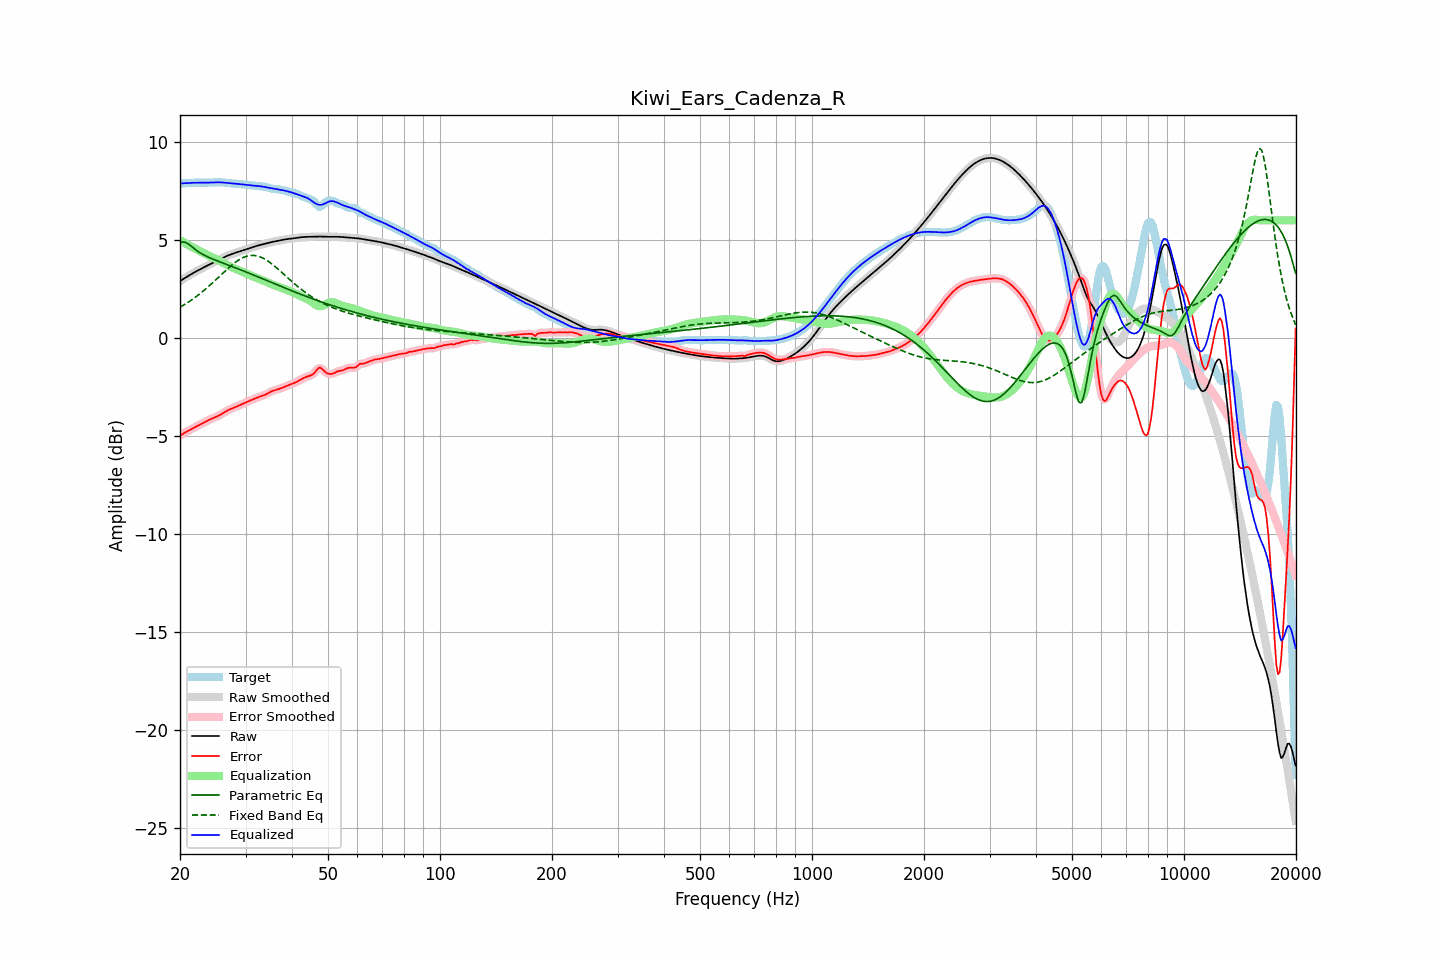 Kiwi_Ears_Cadenza_R
10
5
0
−5
−10
−15
−20
−25
Amplitude (dBr)
Target
Raw Smoothed
Error Smoothed
Raw
Error
Equalization
Parametric Eq
Fixed Band Eq
Equalized
20 50 100 200 500 1000 2000 5000 10000 20000
Frequency (Hz)